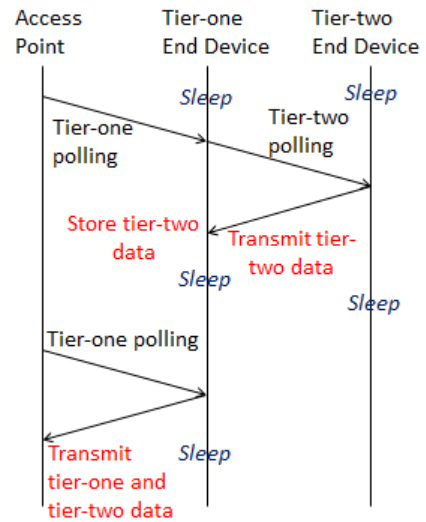 Access
Point
Tier-one
End Device
Tier-two
End Device
Sleep
Sleep
Tier-one
polling
Tier-two
polling
Store tier-two
data
Transmit tier-
two data
Sleep
Sleep
Tier-one polling
Transmit
tier-one and
tier-two data
Sleep